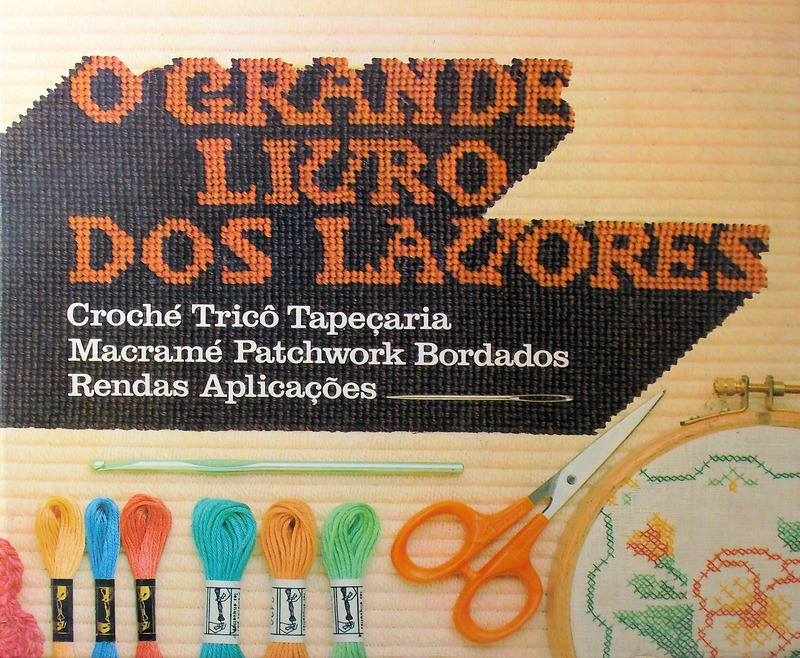 O GRANDE
LIVRO
DOS LAVORES
Croché Tricô Tapeçaria
Macramé Patchwork Bordados
Rendas Aplicações